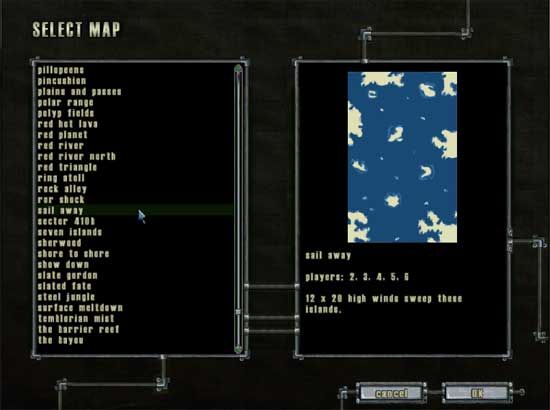 SELECT MAP
pillopeens
pincushion
plains and passes
polar range
polyp fields
red hot lava
red planet
red river
red river north
red triangle
ring atoll
rock alley
ror shock
sail away
sector 410b
seven islands
sherwood
shore to shore
show down
slate gordon
slated fate
steel jungle
surface meltdown
temblorian mist
the barrier reef
the bayou
sail away
players: 2, 3, 4, 5, 6
12 x 20 high winds sweep these
islands.
cancel
OK